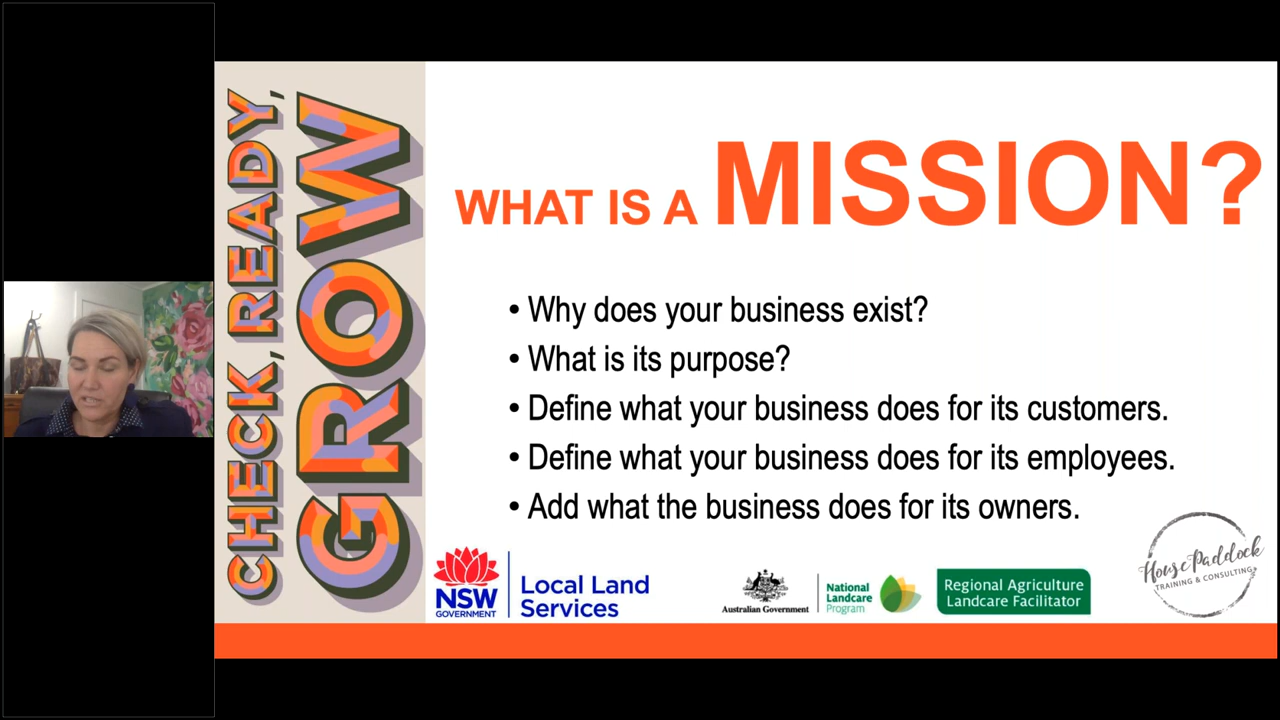 CHECK, READY,
GROW
WHAT IS A MISSION?
• Why does your business exist?
• What is its purpose?
• Define what your business does for its customers.
• Define what your business does for its employees.
• Add what the business does for its owners.
NSW
GOVERNMENT
Local Land
Services
Australian Government
National
Landcare
Program
Regional Agriculture
Landcare Facilitator
House Paddock
TRAINING & CONSULTING